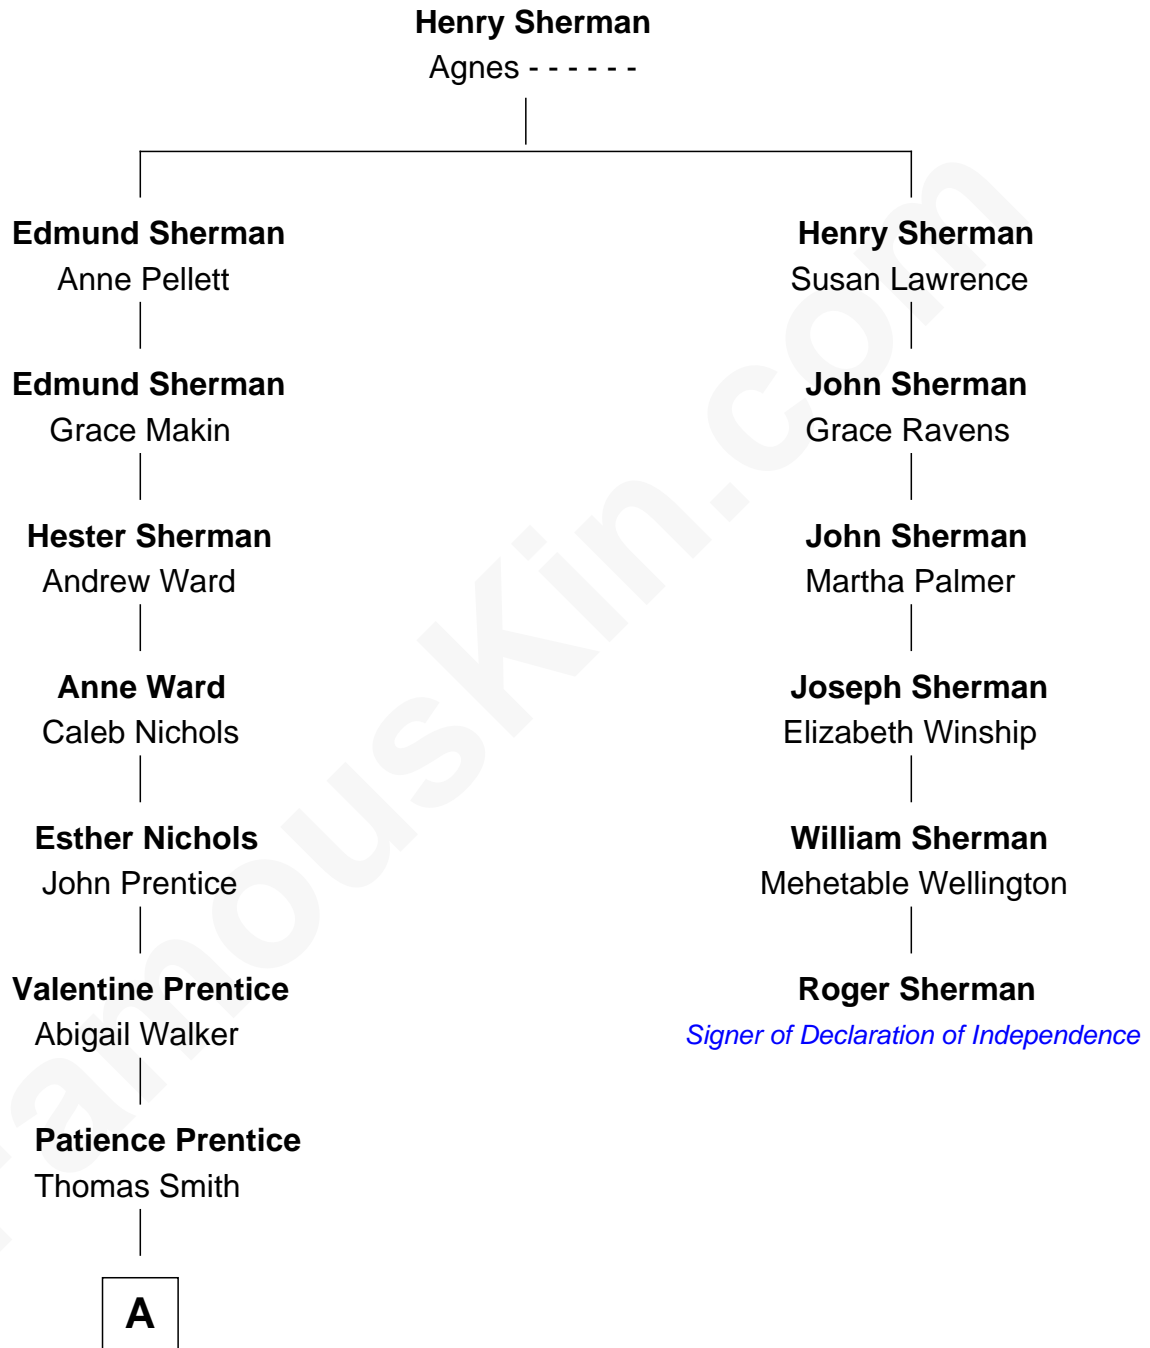 Henry Sherman
Agnes - - - - - -
Edmund Sherman
Anne Pellett
Edmund Sherman
Grace Makin
Hester Sherman
Andrew Ward
Anne Ward
Caleb Nichols
Esther Nichols
John Prentice
Valentine Prentice
Abigail Walker
Patience Prentice
Thomas Smith
A
Henry Sherman
Susan Lawrence
John Sherman
Grace Ravens
John Sherman
Martha Palmer
Joseph Sherman
Elizabeth Winship
William Sherman
Mehetable Wellington
Roger Sherman
Signer of Declaration of Independence
FamousKin.com